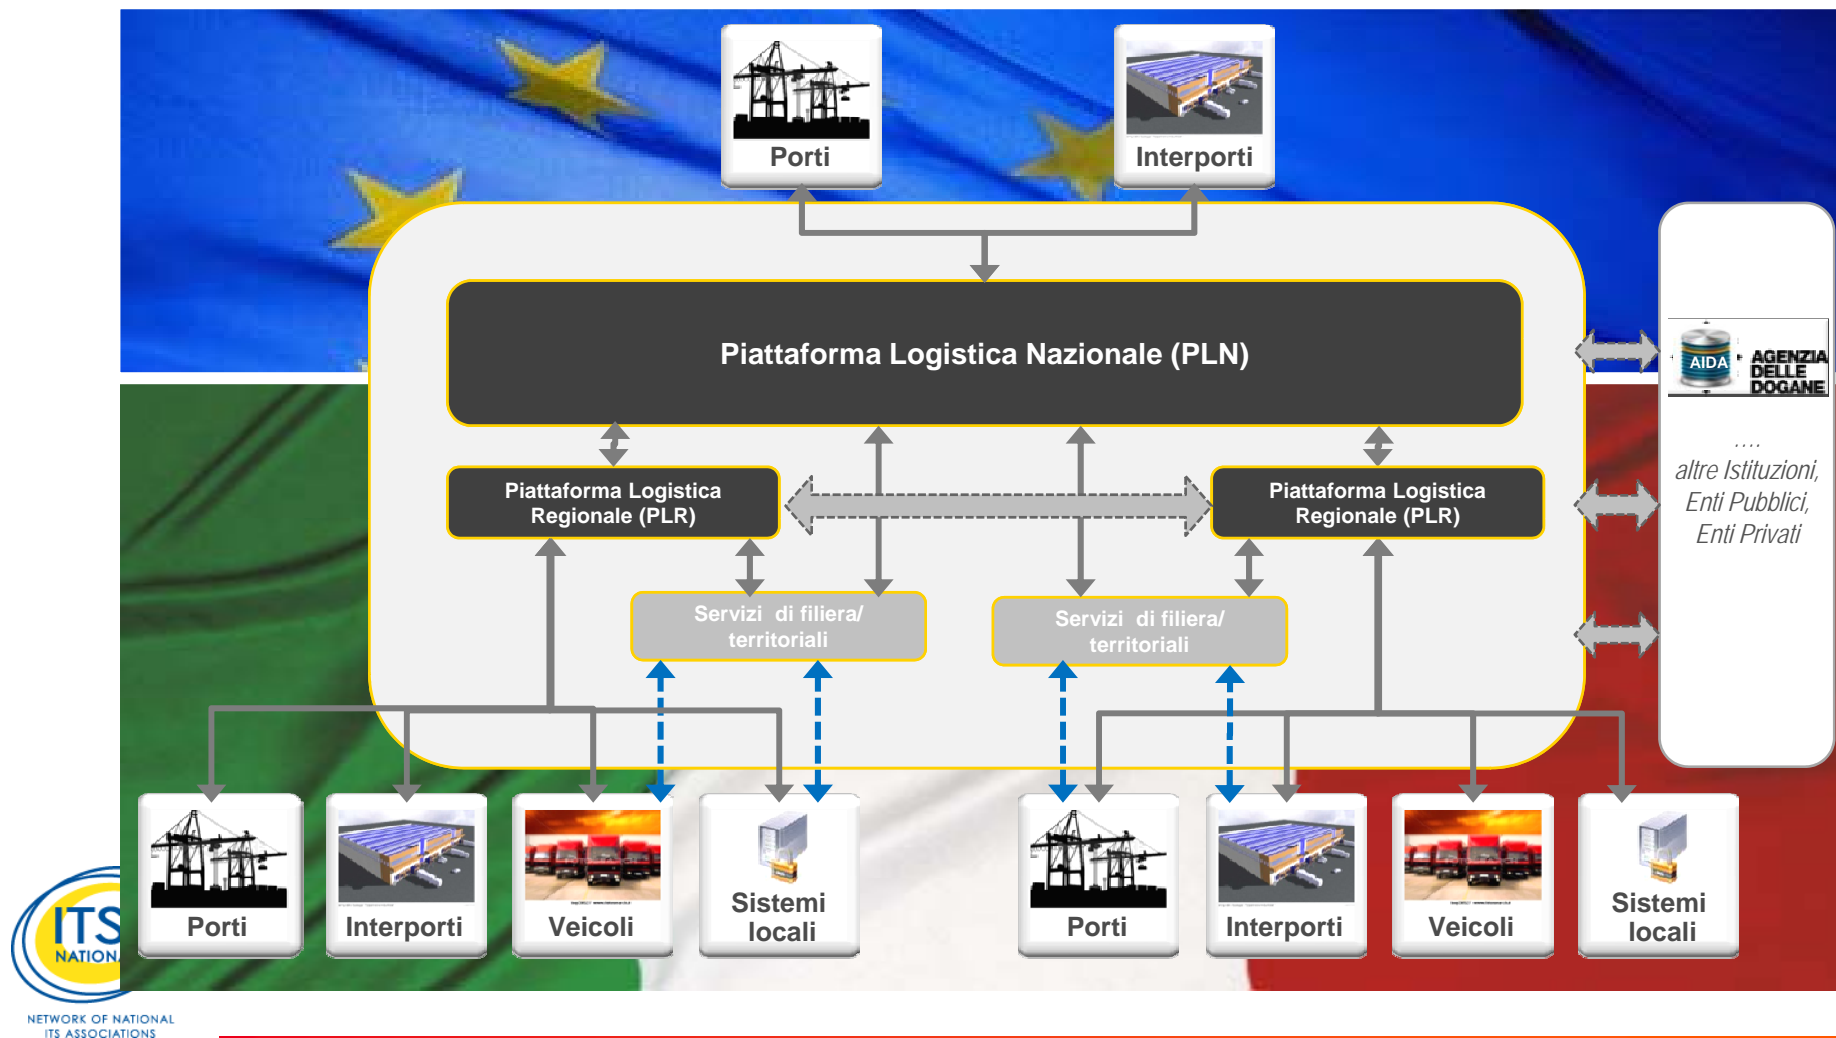 Porti
Interporti
Piattaforma Logistica Nazionale (PLN)
AIDA
AGENZIA
DELLE
DOGANE
....
altre Istituzioni,
Enti Pubblici,
Enti Privati
Piattaforma Logistica
Regionale (PLR)
Piattaforma Logistica
Regionale (PLR)
Servizi di filiera/
territoriali
Servizi di filiera/
territoriali
Porti
Interporti
Veicoli
Sistemi
locali
Porti
Interporti
Veicoli
Sistemi
locali
ITS
NATION
NETWORK OF NATIONAL
ITS ASSOCIATIONS